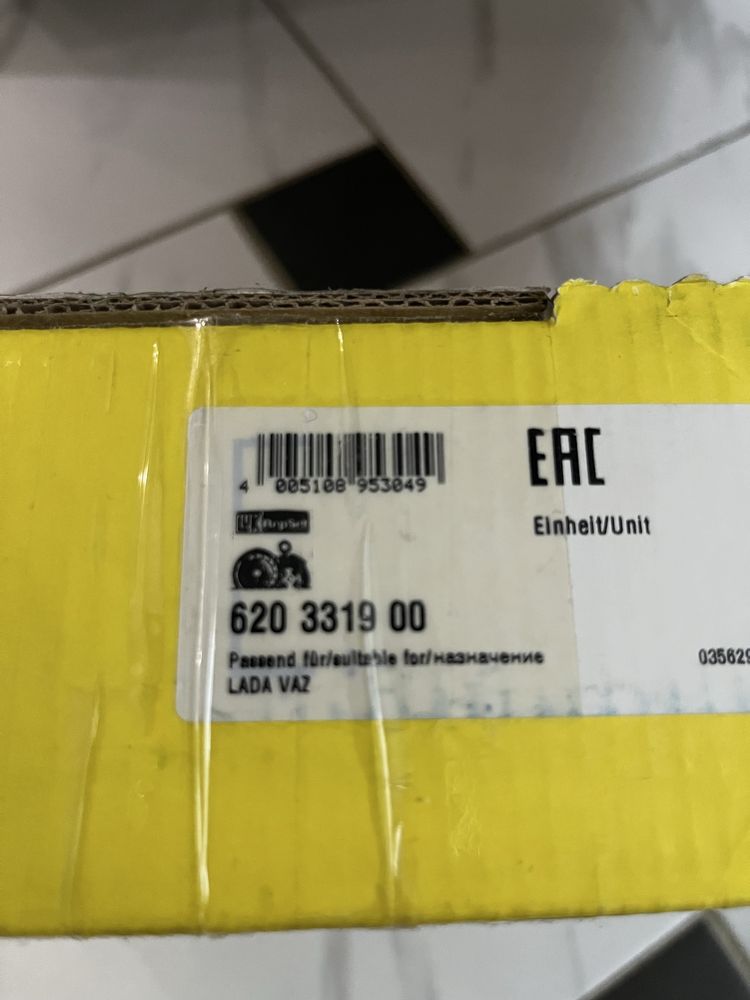 4 005108 953049
EAC
LUK RepSet
Einheit/Unit
620 3319 00
Passend für/suitable for/назначение
LADA VAZ
035629